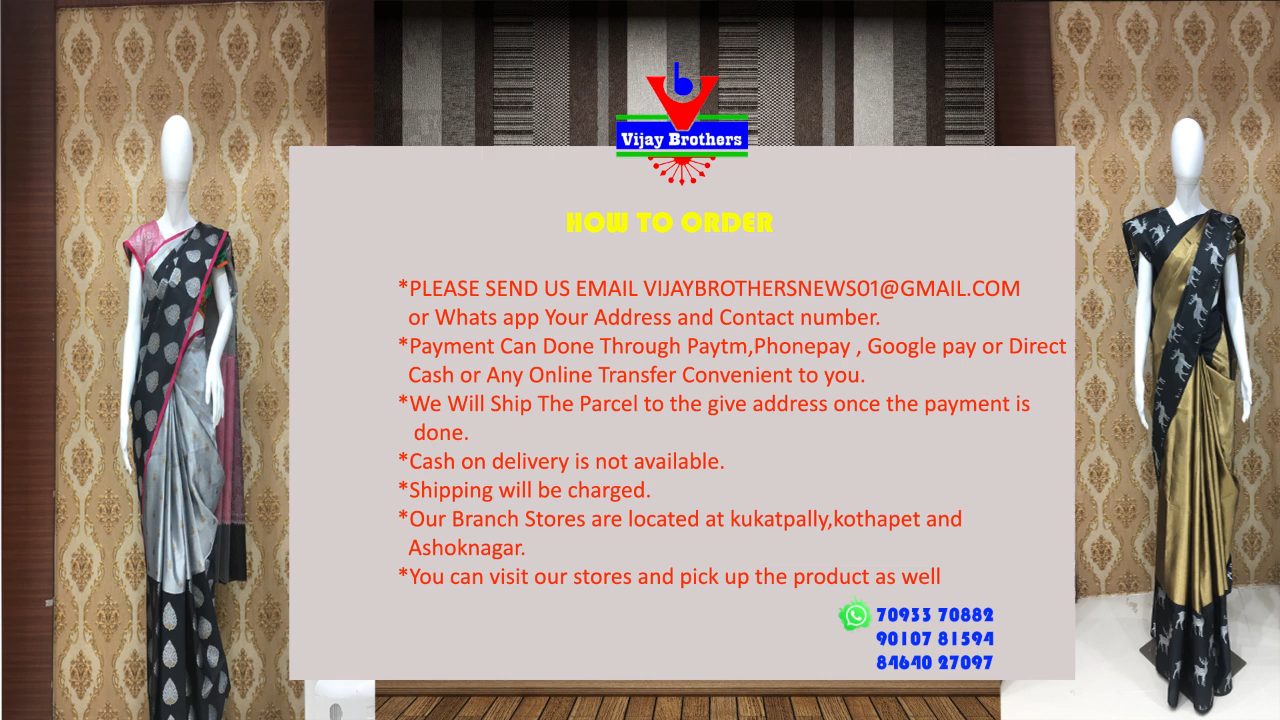 b
Vijay Brothers
HOW TO ORDER
*PLEASE SEND US EMAIL VIJAYBROTHERSNEWS01@GMAIL.COM
or Whats app Your Address and Contact number.
*Payment Can Done Through Paytm,Phonepay , Google pay or Direct
Cash or Any Online Transfer Convenient to you.
*We Will Ship The Parcel to the give address once the payment is
done.
*Cash on delivery is not available.
*Shipping will be charged.
*Our Branch Stores are located at kukatpally,kothapet and
Ashoknagar.
*You can visit our stores and pick up the product as well
70933 70882
90107 81594
84640 27097